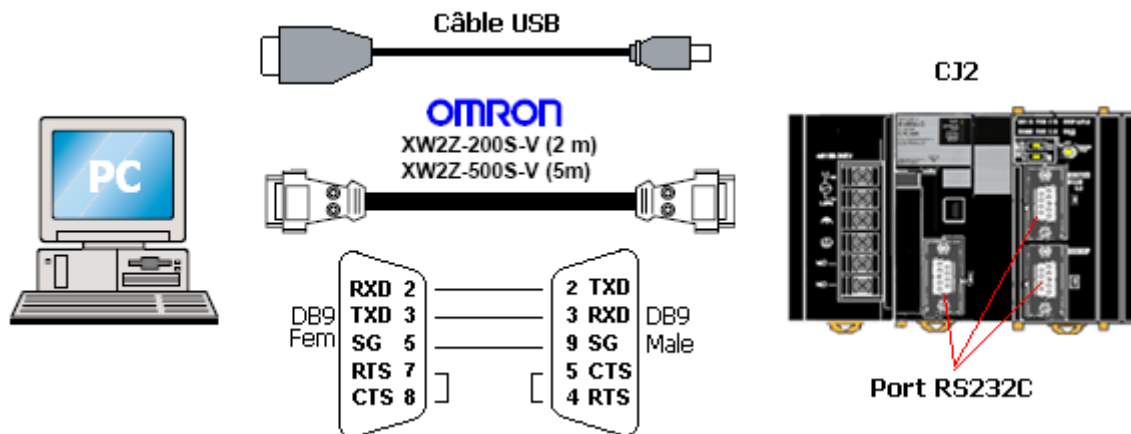 Câble USB
OMRON
XW2Z-200S-V (2 m)
XW2Z-500S-V (5m)
CJ2
PC
DB9
Fem
RXD 2
TXD 3
SG 5
RTS 7
CTS 8
2 TXD
3 RXD
9 SG
5 CTS
4 RTS
DB9
Male
Port RS232C